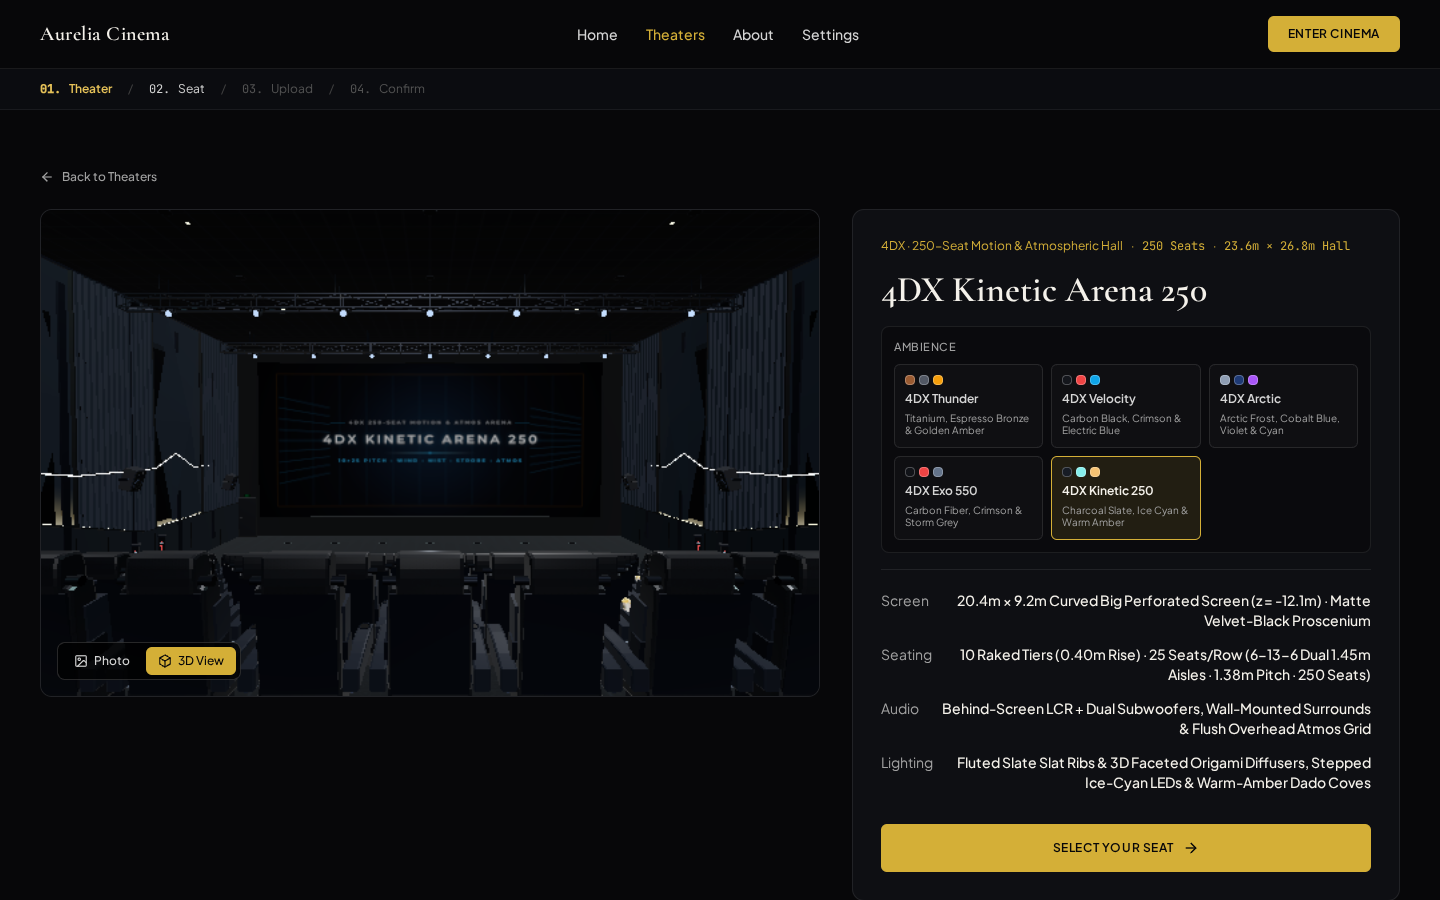 Aurelia Cinema
Home
Theaters
About
Settings
ENTER CINEMA
01. Theater / 02. Seat / 03. Upload / 04. Confirm
Back to Theaters
4DX 250-SEAT MOTION & ATMOS ARENA
4DX KINETIC ARENA 250
Photo
3D View
4DX · 250-Seat Motion & Atmospheric Hall · 250 Seats · 23.6m × 26.8m Hall
4DX Kinetic Arena 250
AMBIENCE
4DX Thunder
Titanium, Espresso Bronze
& Golden Amber
4DX Velocity
Carbon Black, Crimson &
Electric Blue
4DX Arctic
Arctic Frost, Cobalt Blue,
Violet & Cyan
4DX Exo 550
Carbon Fiber, Crimson &
Storm Grey
4DX Kinetic 250
Charcoal Slate, Ice Cyan &
Warm Amber
Screen
20.4m × 9.2m Curved Big Perforated Screen (z = -12.1m) · Matte
Velvet-Black Proscenium
Seating
10 Raked Tiers (0.40m Rise) · 25 Seats/Row (6–13–6 Dual 1.45m
Aisles · 1.38m Pitch · 250 Seats)
Audio
Behind-Screen LCR + Dual Subwoofers, Wall-Mounted Surrounds
& Flush Overhead Atmos Grid
Lighting
Fluted Slate Slat Ribs & 3D Faceted Origami Diffusers, Stepped
Ice-Cyan LEDs & Warm-Amber Dado Coves
SELECT YOUR SEAT